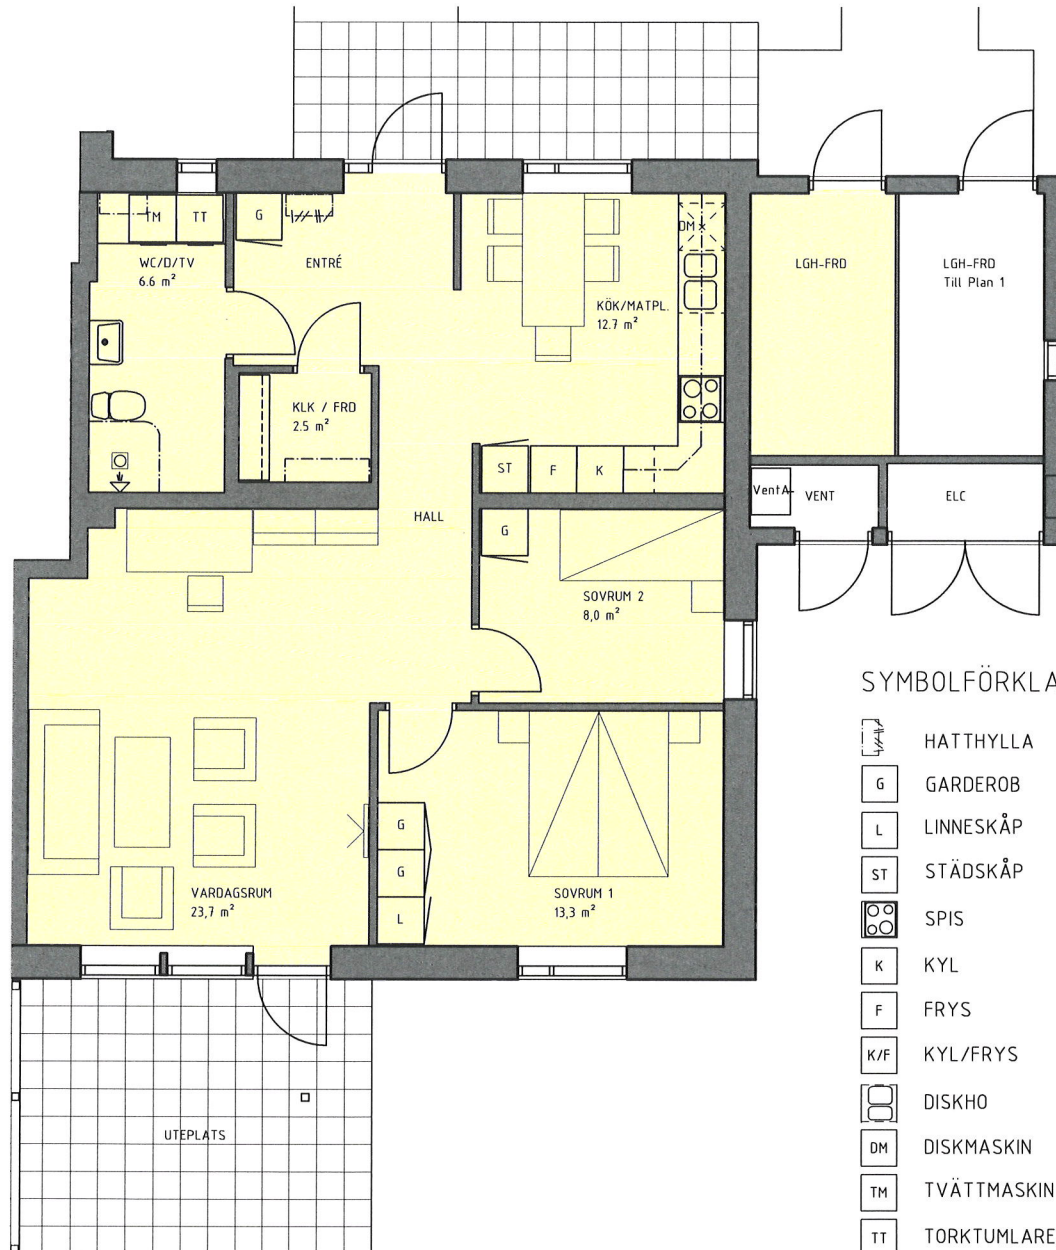 TM
TT
G
DM
WC/D/TV
6.6 m²
ENTRÉ
LGH-FRD
LGH-FRD
Till Plan 1
KÖK/MATPL.
12.7 m²
KLK / FRD
2.5 m²
ST
F
K
VentA
VENT
ELC
HALL
G
SOVRUM 2
8,0 m²
G
G
L
VARDAGSRUM
23,7 m²
SOVRUM 1
13,3 m²
UTEPLATS
SYMBOLFÖRKLA
HATTHYLLA
G GARDEROB
L LINNESKÅP
ST STÄDSKÅP
SPIS
K KYL
F FRYS
K/F KYL/FRYS
DISKHO
DM DISKMASKIN
TM TVÄTTMASKIN
TT TORKTUMLARE